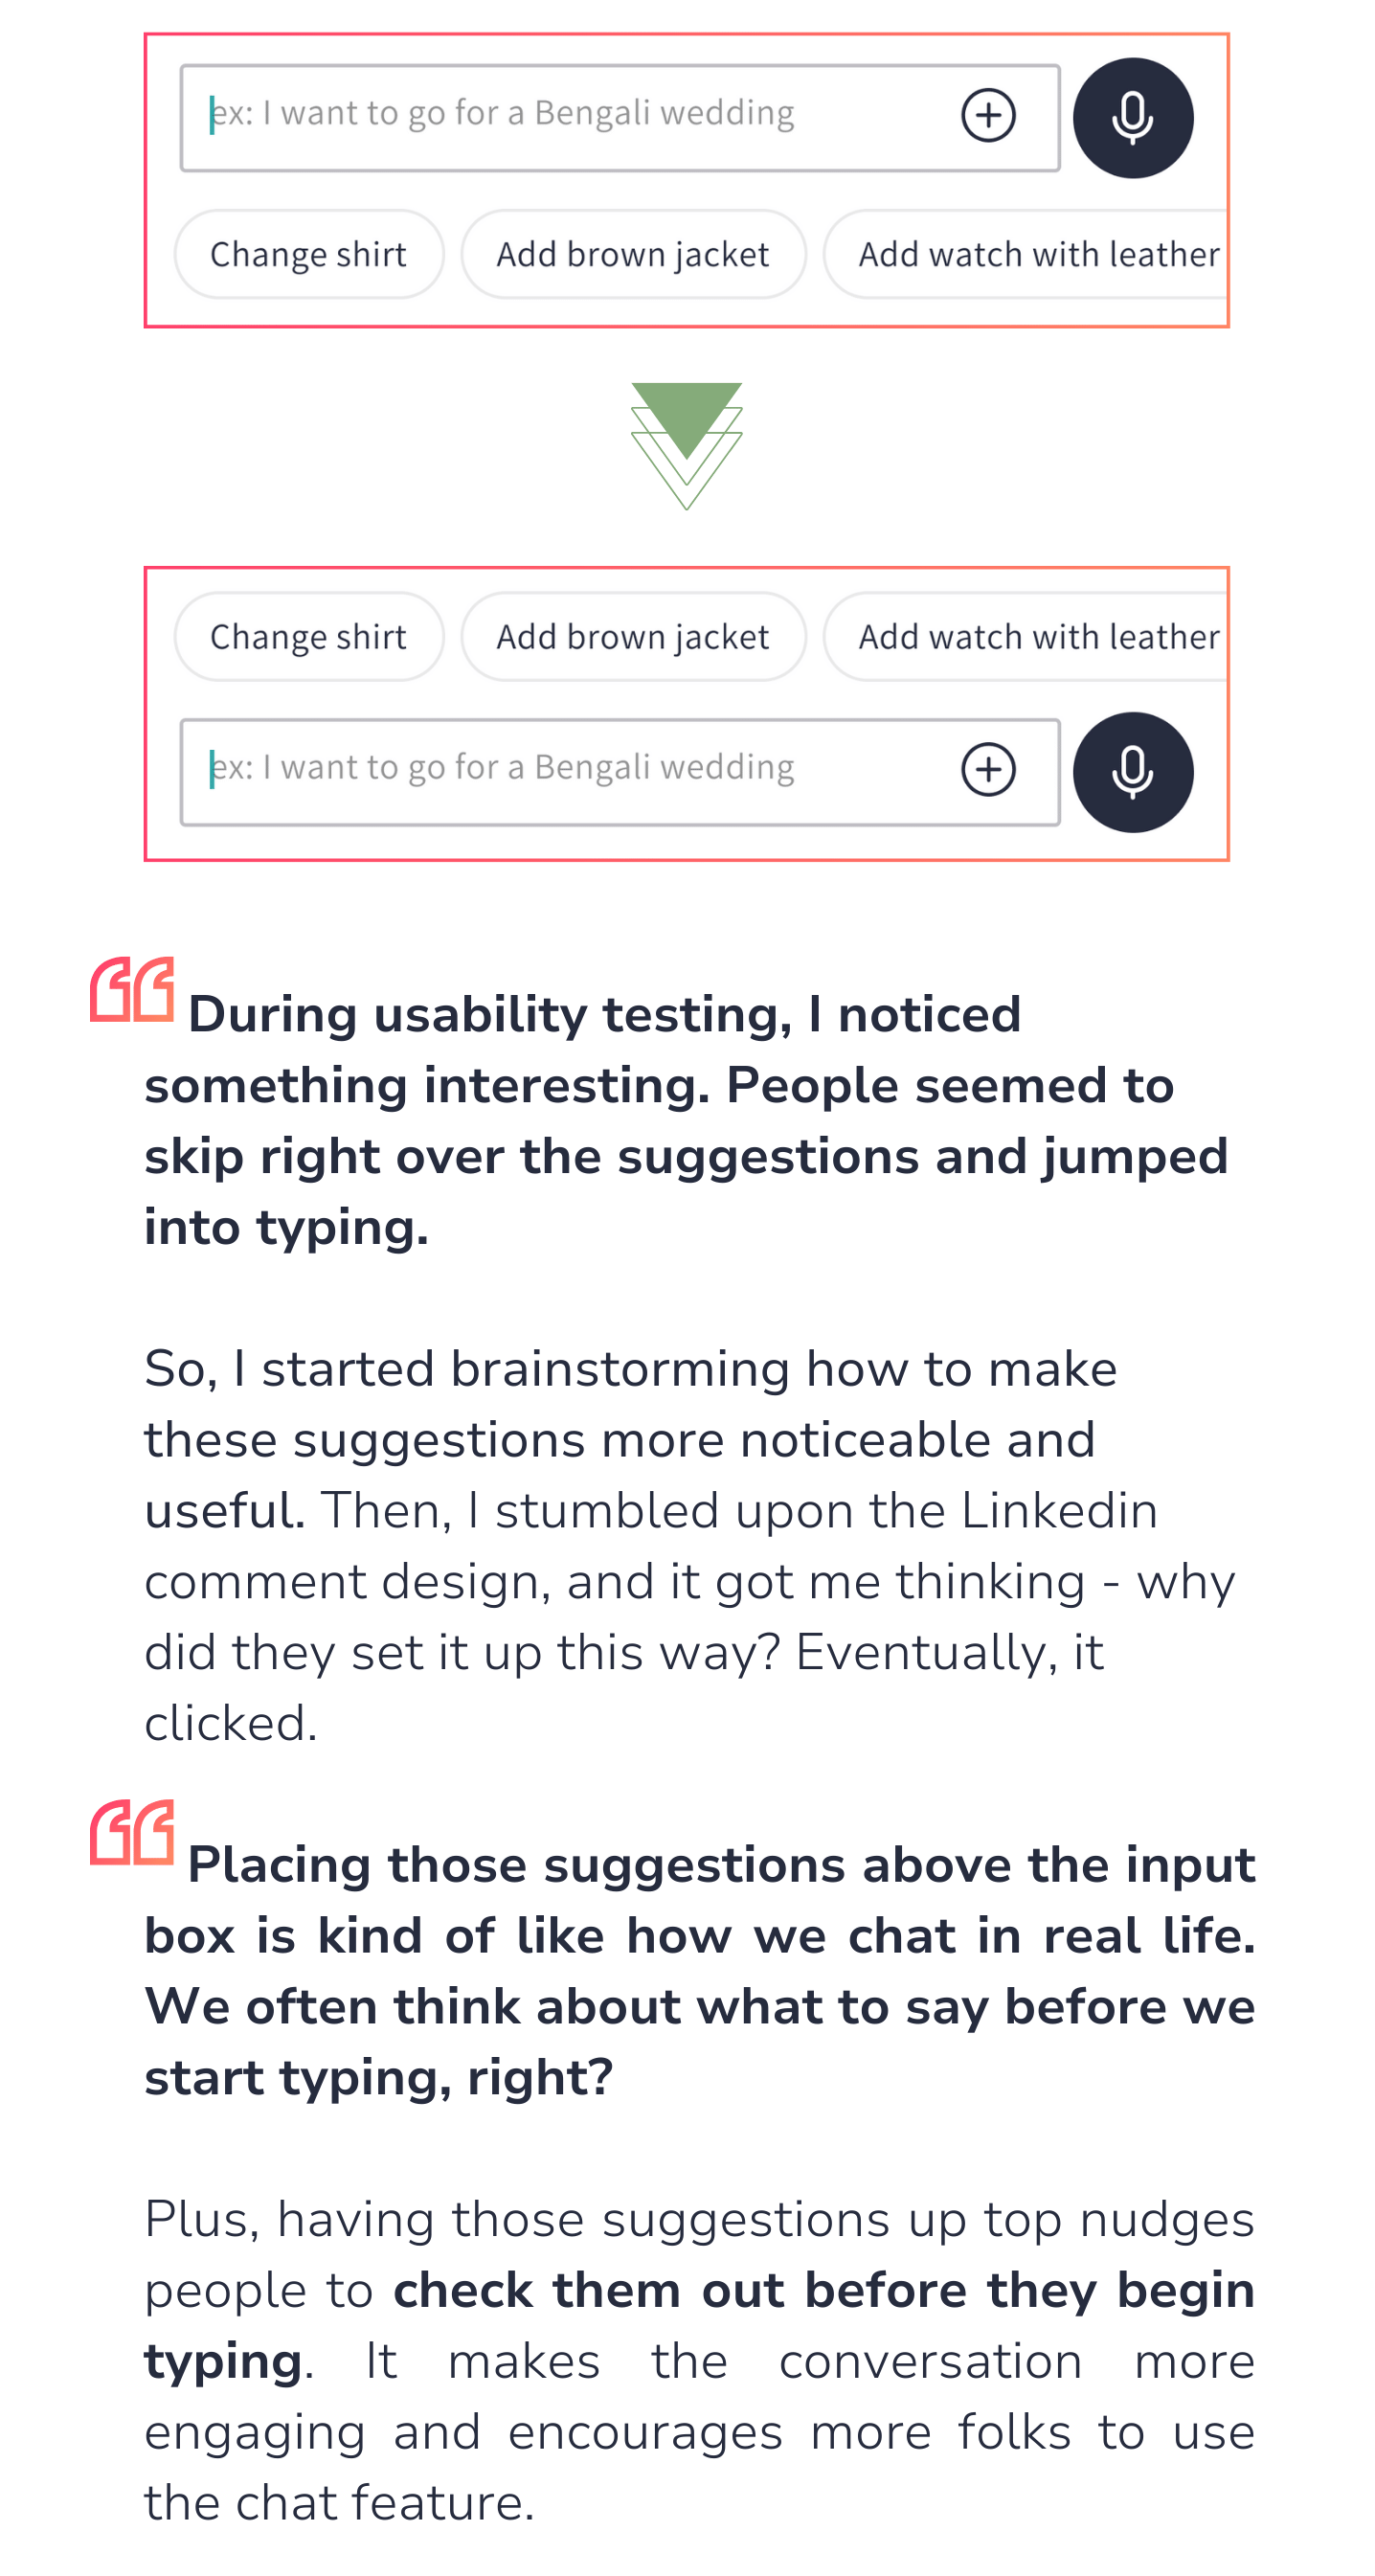 ex: I want to go for a Bengali wedding
Change shirt
Add brown jacket
Add watch with leather
Change shirt
Add brown jacket
Add watch with leather
ex: I want to go for a Bengali wedding
During usability testing, I noticed
something interesting. People seemed to
skip right over the suggestions and jumped
into typing.
So, I started brainstorming how to make
these suggestions more noticeable and
useful. Then, I stumbled upon the Linkedin
comment design, and it got me thinking - why
did they set it up this way? Eventually, it
clicked.
Placing those suggestions above the input
box is kind of like how we chat in real life.
We often think about what to say before we
start typing, right?
Plus, having those suggestions up top nudges
people to check them out before they begin
typing. It makes the conversation more
engaging and encourages more folks to use
the chat feature.